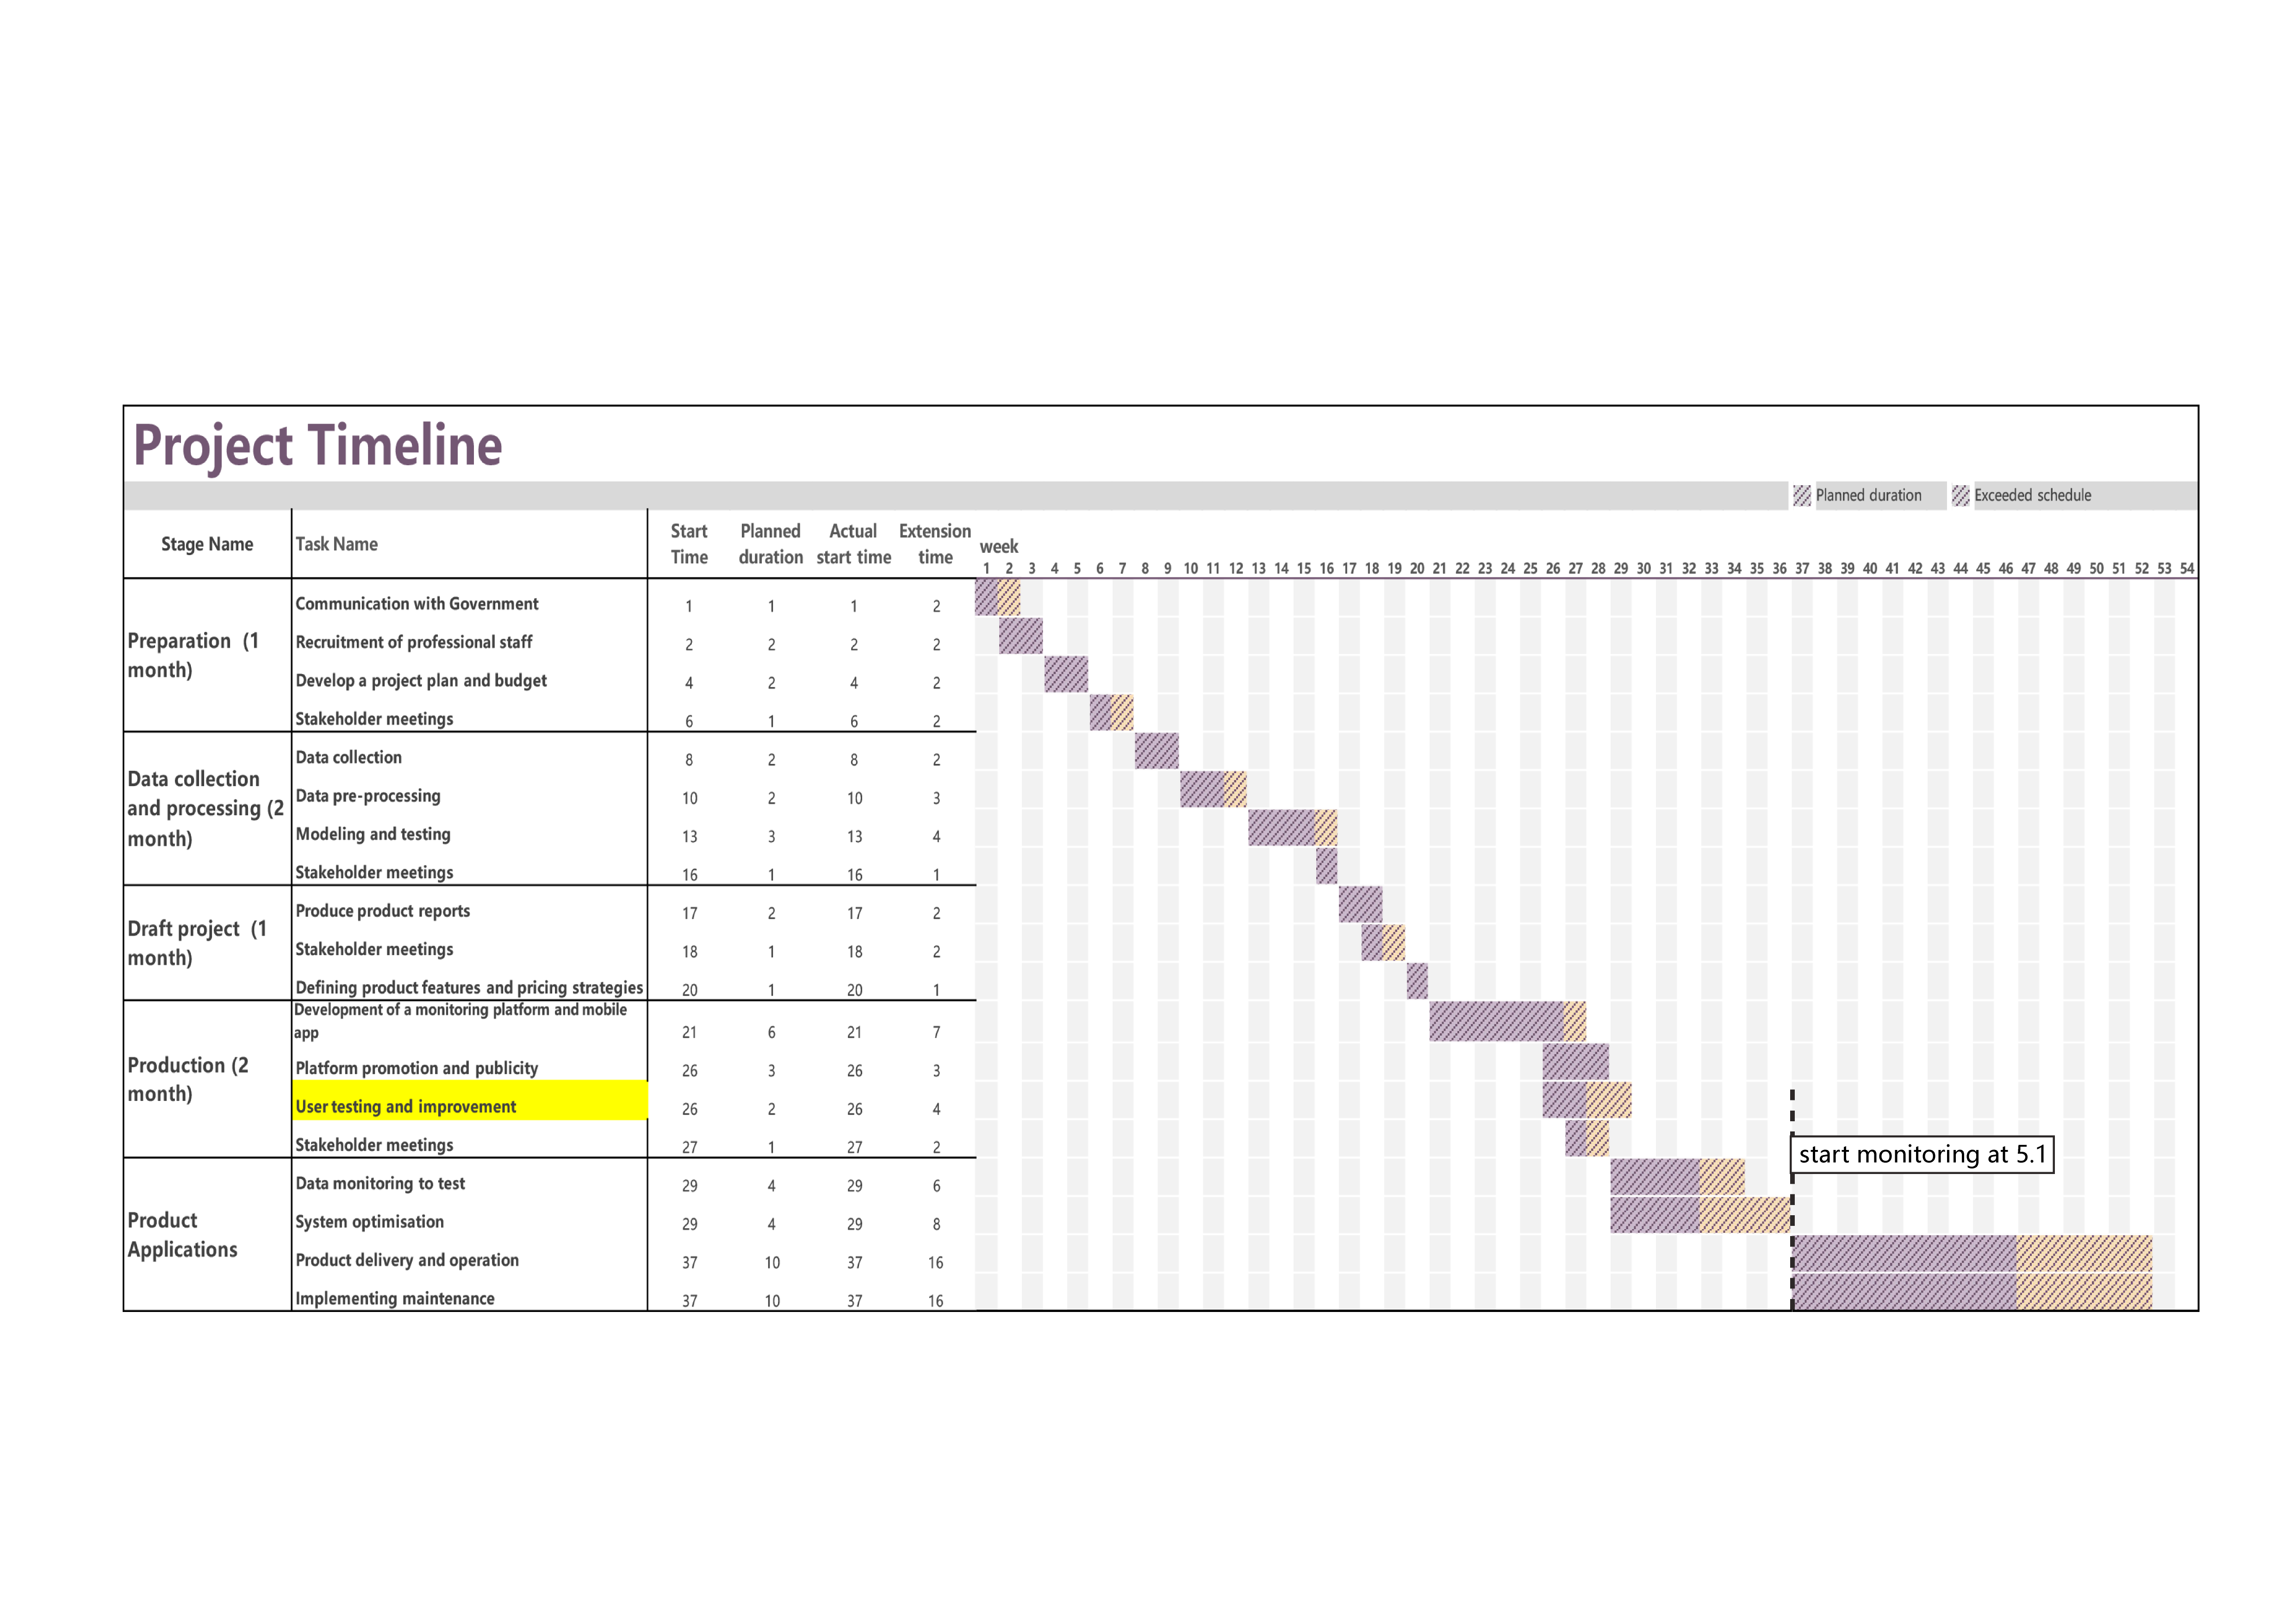 Project Timeline
Planned duration Exceeded schedule
Stage Name Task Name Start Time Planned duration Actual start time Extension time week
1 2 3 4 5 6 7 8 9 10 11 12 13 14 15 16 17 18 19 20 21 22 23 24 25 26 27 28 29 30 31 32 33 34 35 36 37 38 39 40 41 42 43 44 45 46 47 48 49 50 51 52 53 54
Preparation (1
month)
Communication with Government 1 1 1 2
Recruitment of professional staff 2 2 2 2
Develop a project plan and budget 4 2 4 2
Stakeholder meetings 6 1 6 2
Data collection
and processing (2
month)
Data collection 8 2 8 2
Data pre-processing 10 2 10 3
Modeling and testing 13 3 13 4
Stakeholder meetings 16 1 16 1
Draft project (1
month)
Produce product reports 17 2 17 2
Stakeholder meetings 18 1 18 2
Defining product features and pricing strategies 20 1 20 1
Production (2
month)
Development of a monitoring platform and mobile
app 21 6 21 7
Platform promotion and publicity 26 3 26 3
User testing and improvement 26 2 26 4
Stakeholder meetings 27 1 27 2
start monitoring at 5.1
Product
Applications
Data monitoring to test 29 4 29 6
System optimisation 29 4 29 8
Product delivery and operation 37 10 37 16
Implementing maintenance 37 10 37 16